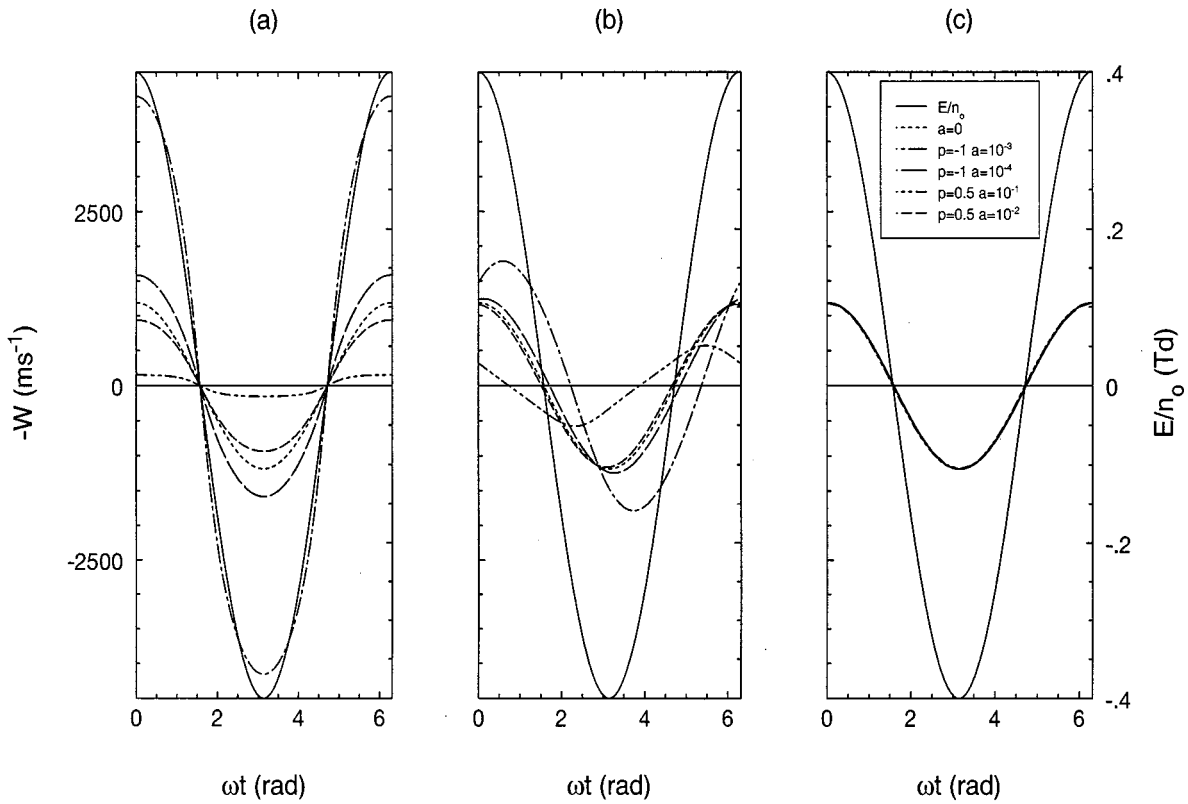 (a) (b) (c)
E/nₒ
a=0
p=-1 a=10⁻³
p=-1 a=10⁻⁴
p=0.5 a=10⁻¹
p=0.5 a=10⁻²
-W (ms⁻¹)
2500
0
-2500
.4
.2
0
-.2
-.4
E/nₒ (Td)
0 2 4 6
0 2 4 6
0 2 4 6
ωt (rad) ωt (rad) ωt (rad)